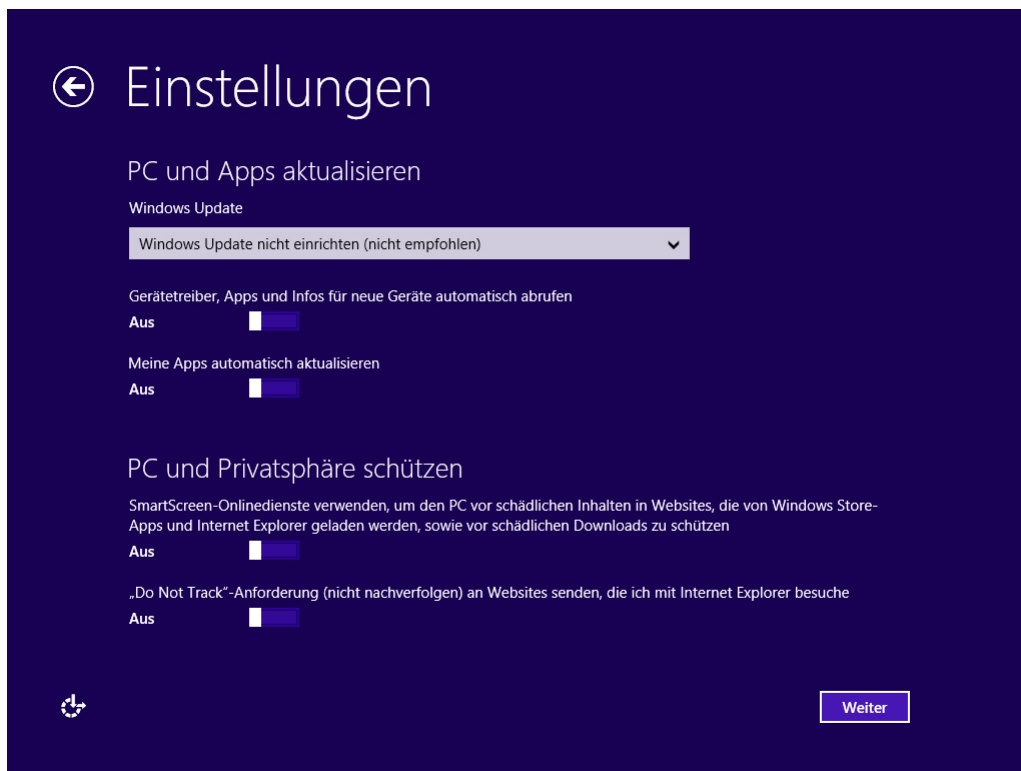 Einstellungen
PC und Apps aktualisieren
Windows Update
Windows Update nicht einrichten (nicht empfohlen)
Gerätetreiber, Apps und Infos für neue Geräte automatisch abrufen
Aus
Meine Apps automatisch aktualisieren
Aus
PC und Privatsphäre schützen
SmartScreen-Onlinedienste verwenden, um den PC vor schädlichen Inhalten in Websites, die von Windows Store-
Apps und Internet Explorer geladen werden, sowie vor schädlichen Downloads zu schützen
Aus
„Do Not Track“-Anforderung (nicht nachverfolgen) an Websites senden, die ich mit Internet Explorer besuche
Aus
Weiter